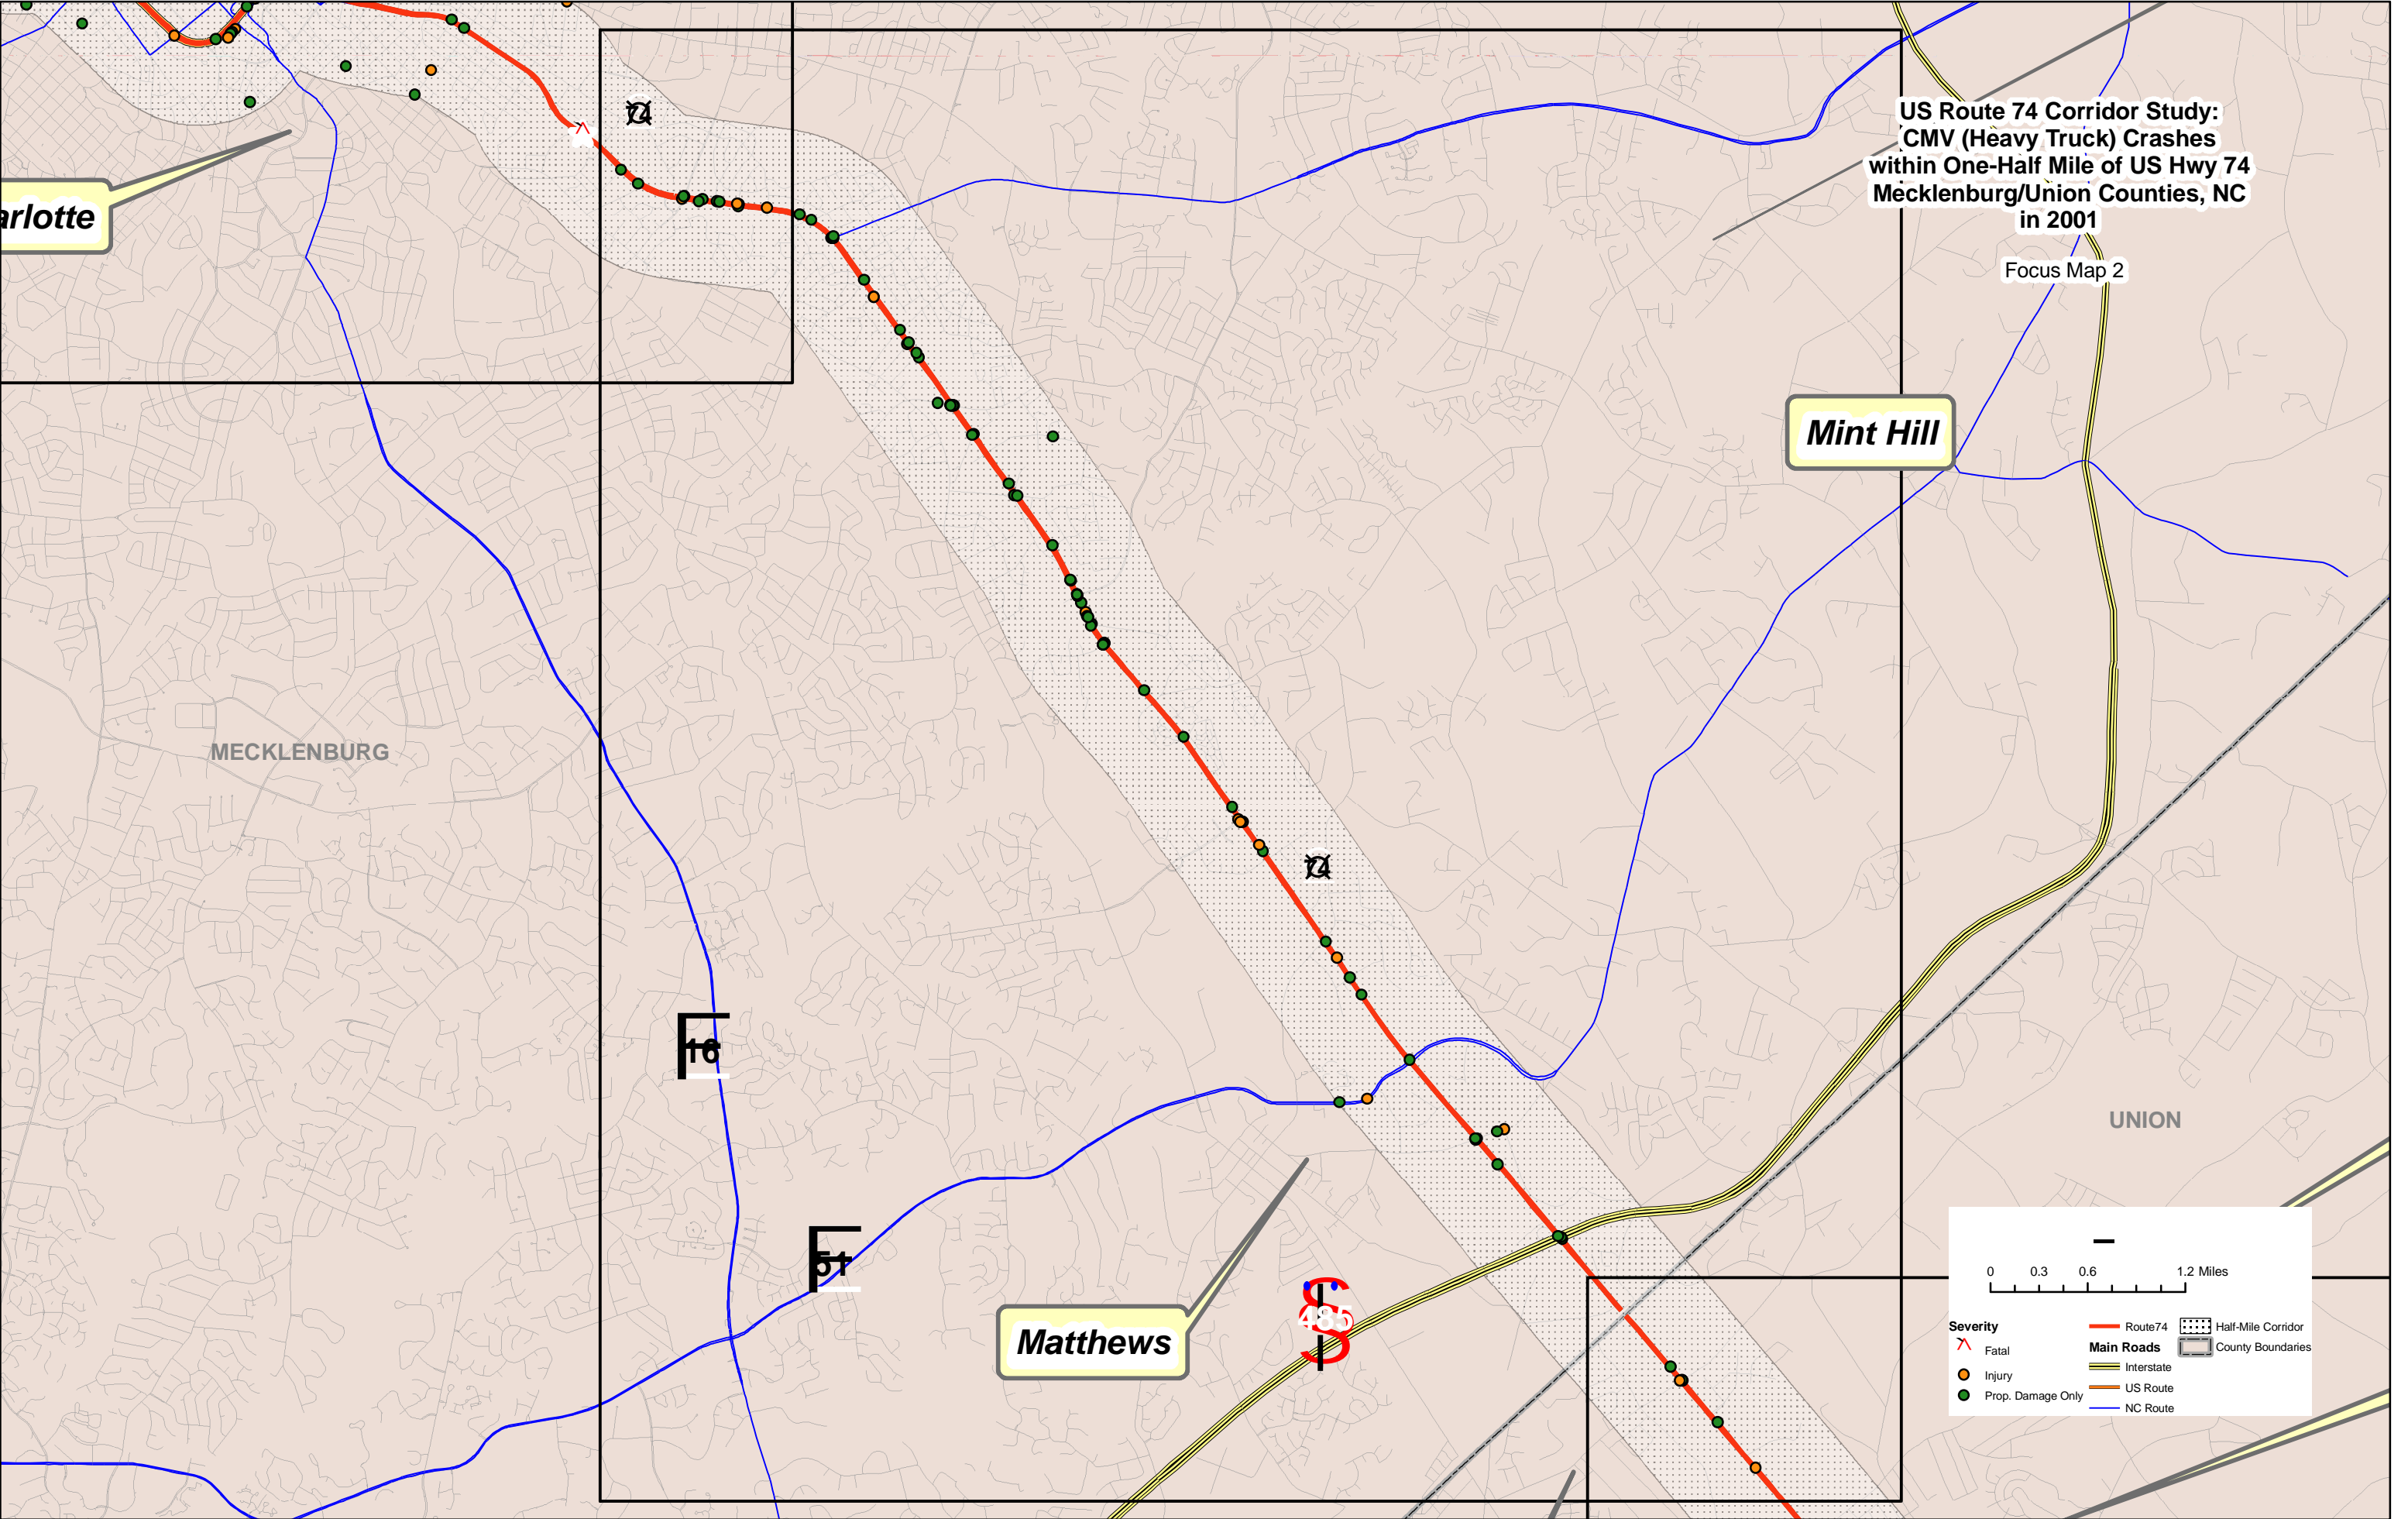 74
US Route 74 Corridor Study:
CMV (Heavy Truck) Crashes
within One-Half Mile of US Hwy 74
Mecklenburg/Union Counties, NC
in 2001
Focus Map 2
arlotte
Mint Hill
MECKLENBURG
74
16
UNION
51
485
Matthews
0 0.3 0.6 1.2 Miles
Severity
Fatal
Injury
Prop. Damage Only
Route74
Main Roads
Interstate
US Route
NC Route
Half-Mile Corridor
County Boundaries